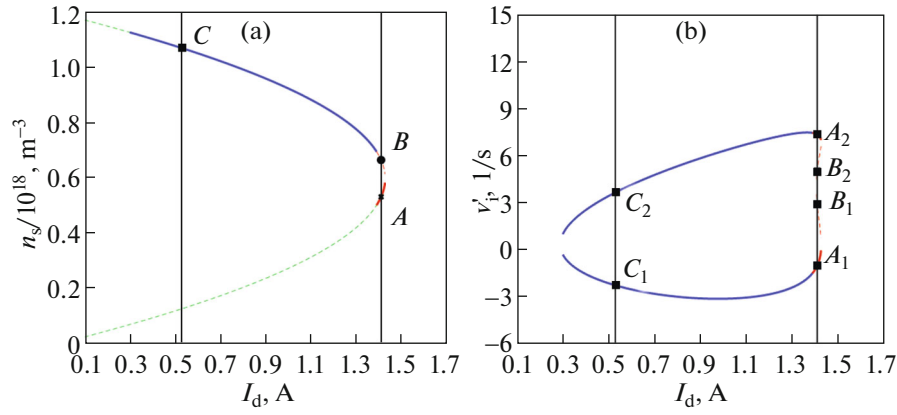 1.2
1.0
0.8
0.6
0.4
0.2
0
n_s/10^18, m^−3
C
(a)
B
A
0.1 0.3 0.5 0.7 0.9 1.1 1.3 1.5 1.7
I_d, A
15
12
9
6
3
0
−3
−6
ν'_i, 1/s
(b)
A_2
B_2
B_1
A_1
C_2
C_1
0.1 0.3 0.5 0.7 0.9 1.1 1.3 1.5 1.7
I_d, A